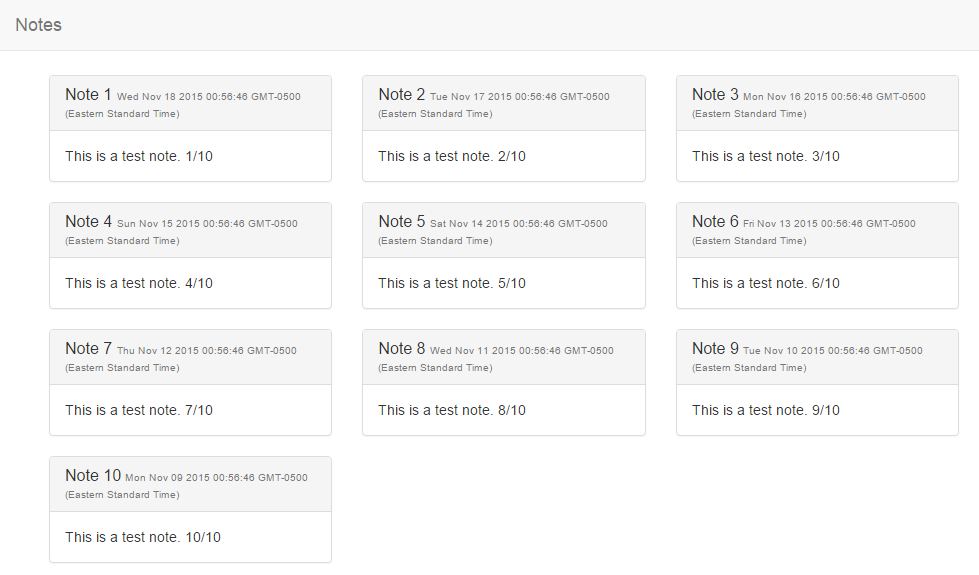 Notes
Note 1 Wed Nov 18 2015 00:56:46 GMT-0500
(Eastern Standard Time)
This is a test note. 1/10
Note 2 Tue Nov 17 2015 00:56:46 GMT-0500
(Eastern Standard Time)
This is a test note. 2/10
Note 3 Mon Nov 16 2015 00:56:46 GMT-0500
(Eastern Standard Time)
This is a test note. 3/10
Note 4 Sun Nov 15 2015 00:56:46 GMT-0500
(Eastern Standard Time)
This is a test note. 4/10
Note 5 Sat Nov 14 2015 00:56:46 GMT-0500
(Eastern Standard Time)
This is a test note. 5/10
Note 6 Fri Nov 13 2015 00:56:46 GMT-0500
(Eastern Standard Time)
This is a test note. 6/10
Note 7 Thu Nov 12 2015 00:56:46 GMT-0500
(Eastern Standard Time)
This is a test note. 7/10
Note 8 Wed Nov 11 2015 00:56:46 GMT-0500
(Eastern Standard Time)
This is a test note. 8/10
Note 9 Tue Nov 10 2015 00:56:46 GMT-0500
(Eastern Standard Time)
This is a test note. 9/10
Note 10 Mon Nov 09 2015 00:56:46 GMT-0500
(Eastern Standard Time)
This is a test note. 10/10